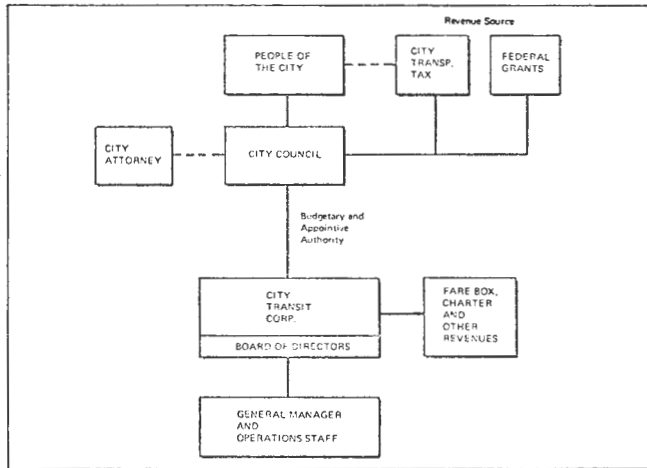 Revenue Source
PEOPLE OF
THE CITY
CITY
TRANSP.
TAX
FEDERAL
GRANTS
CITY
ATTORNEY
CITY COUNCIL
Budgetary and
Appointive
Authority
CITY
TRANSIT
CORP.
BOARD OF DIRECTORS
FARE BOX,
CHARTER
AND
OTHER
REVENUES
GENERAL MANAGER
AND
OPERATIONS STAFF